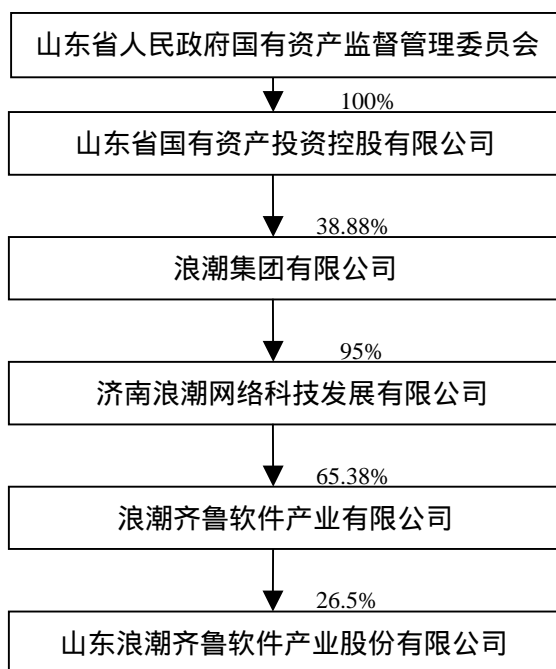 山东省人民政府国有资产监督管理委员会
100%
山东省国有资产投资控股有限公司
38.88%
浪潮集团有限公司
95%
济南浪潮网络科技发展有限公司
65.38%
浪潮齐鲁软件产业有限公司
26.5%
山东浪潮齐鲁软件产业股份有限公司